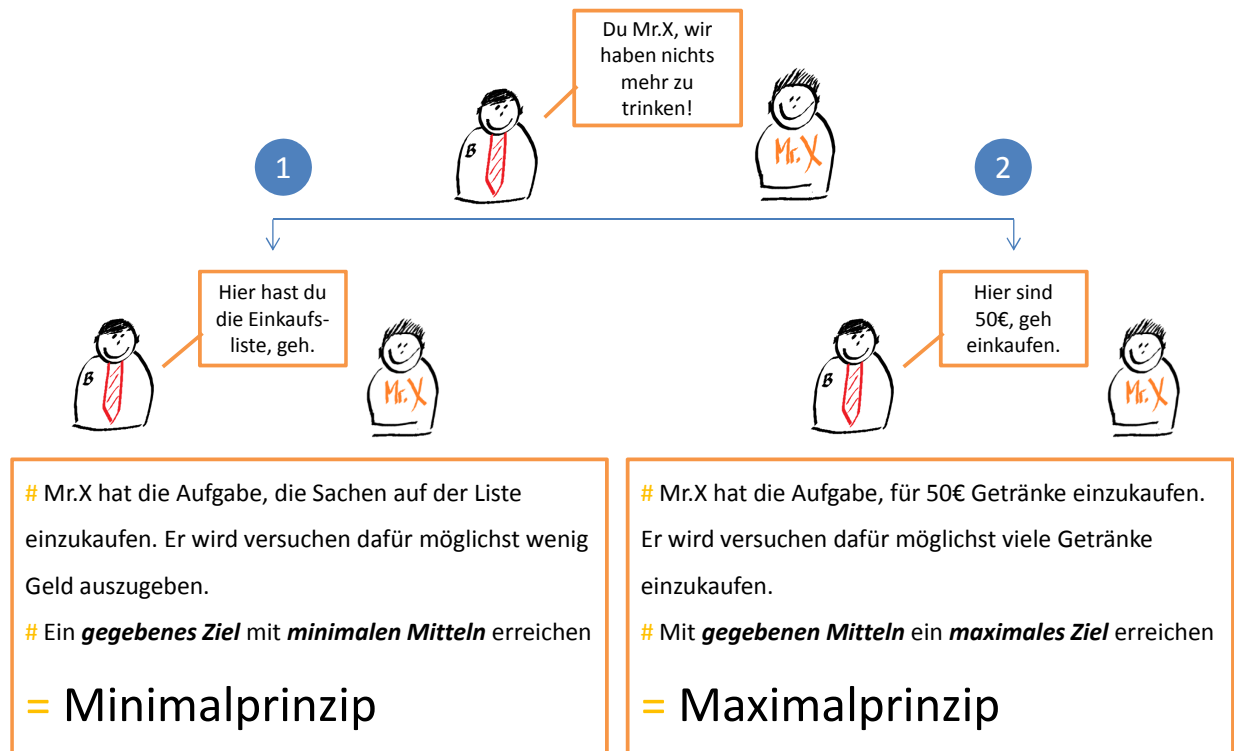 Du Mr.X, wir
haben nichts
mehr zu
trinken!
B
Mr. X
1
2
Hier hast du
die Einkaufs-
liste, geh.
B
Mr. X
Hier sind
50€, geh
einkaufen.
B
Mr. X
# Mr.X hat die Aufgabe, die Sachen auf der Liste
einzukaufen. Er wird versuchen dafür möglichst wenig
Geld auszugeben.
# Ein gegebenes Ziel mit minimalen Mitteln erreichen
= Minimalprinzip
# Mr.X hat die Aufgabe, für 50€ Getränke einzukaufen.
Er wird versuchen dafür möglichst viele Getränke
einzukaufen.
# Mit gegebenen Mitteln ein maximales Ziel erreichen
= Maximalprinzip